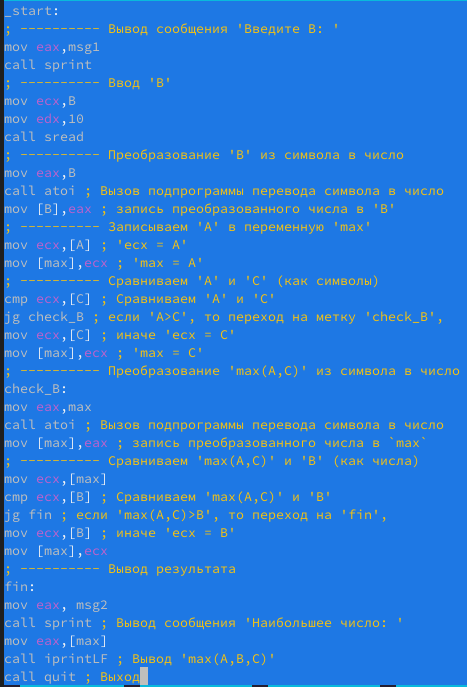 _start:
; ---------- Вывод сообщения 'Введите B: '
mov eax,msg1
call sprint
; ---------- Ввод 'B'
mov ecx,B
mov edx,10
call sread
; ---------- Преобразование 'B' из символа в число
mov eax,B
call atoi ; Вызов подпрограммы перевода символа в число
mov [B],eax ; запись преобразованного числа в 'B'
; ---------- Записываем 'A' в переменную 'max'
mov ecx,[A] ; 'ecx = A'
mov [max],ecx ; 'max = A'
; ---------- Сравниваем 'A' и 'С' (как символы)
cmp ecx,[C] ; Сравниваем 'A' и 'С'
jg check_B ; если 'A>C', то переход на метку 'check_B',
mov ecx,[C] ; иначе 'ecx = C'
mov [max],ecx ; 'max = C'
; ---------- Преобразование 'max(A,C)' из символа в число
check_B:
mov eax,max
call atoi ; Вызов подпрограммы перевода символа в число
mov [max],eax ; запись преобразованного числа в `max`
; ---------- Сравниваем 'max(A,C)' и 'B' (как числа)
mov ecx,[max]
cmp ecx,[B] ; Сравниваем 'max(A,C)' и 'B'
jg fin ; если 'max(A,C)>B', то переход на 'fin',
mov ecx,[B] ; иначе 'ecx = B'
mov [max],ecx
; ---------- Вывод результата
fin:
mov eax, msg2
call sprint ; Вывод сообщения 'Наибольшее число: '
mov eax,[max]
call iprintLF ; Вывод 'max(A,B,C)'
call quit ; Выход